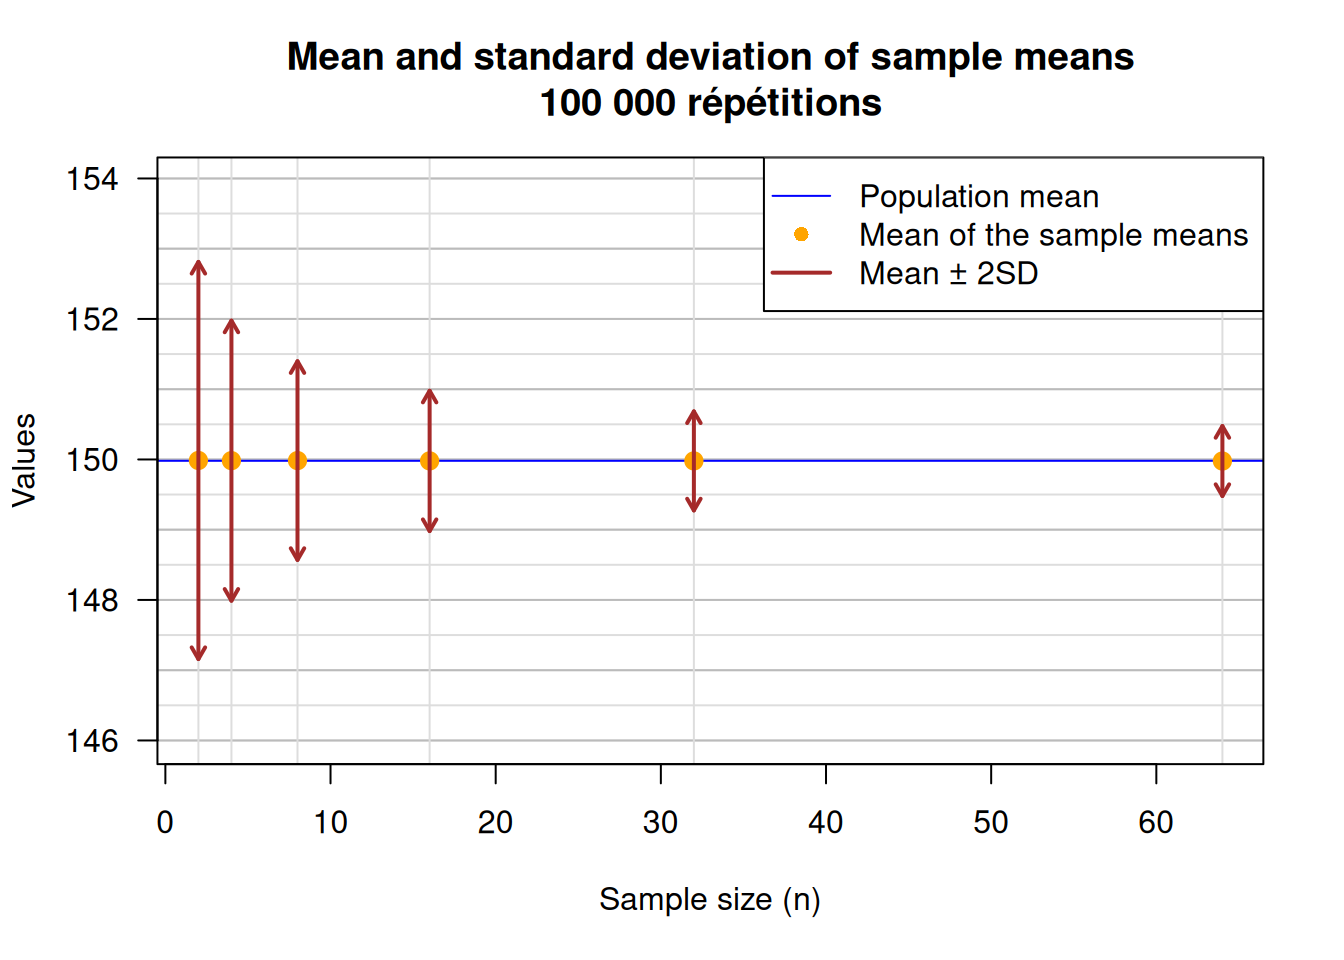 Mean and standard deviation of sample means
100 000 répétitions
154
152
150
148
146
Values
Population mean
Mean of the sample means
Mean ± 2SD
0 10 20 30 40 50 60
Sample size (n)